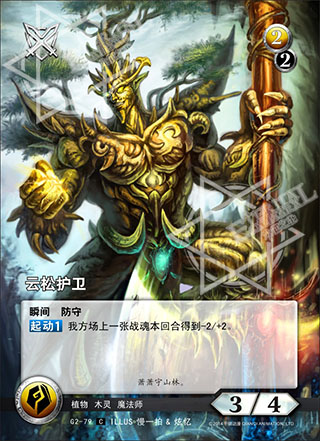 2
2
云松护卫
瞬间 防守
起动1 我方场上一张战魂本回合得到-2/+2。
萧萧守山林。
植物 木灵 魔法师
3/4
G2-79 C ILLUS-慢一拍 & 炫忆